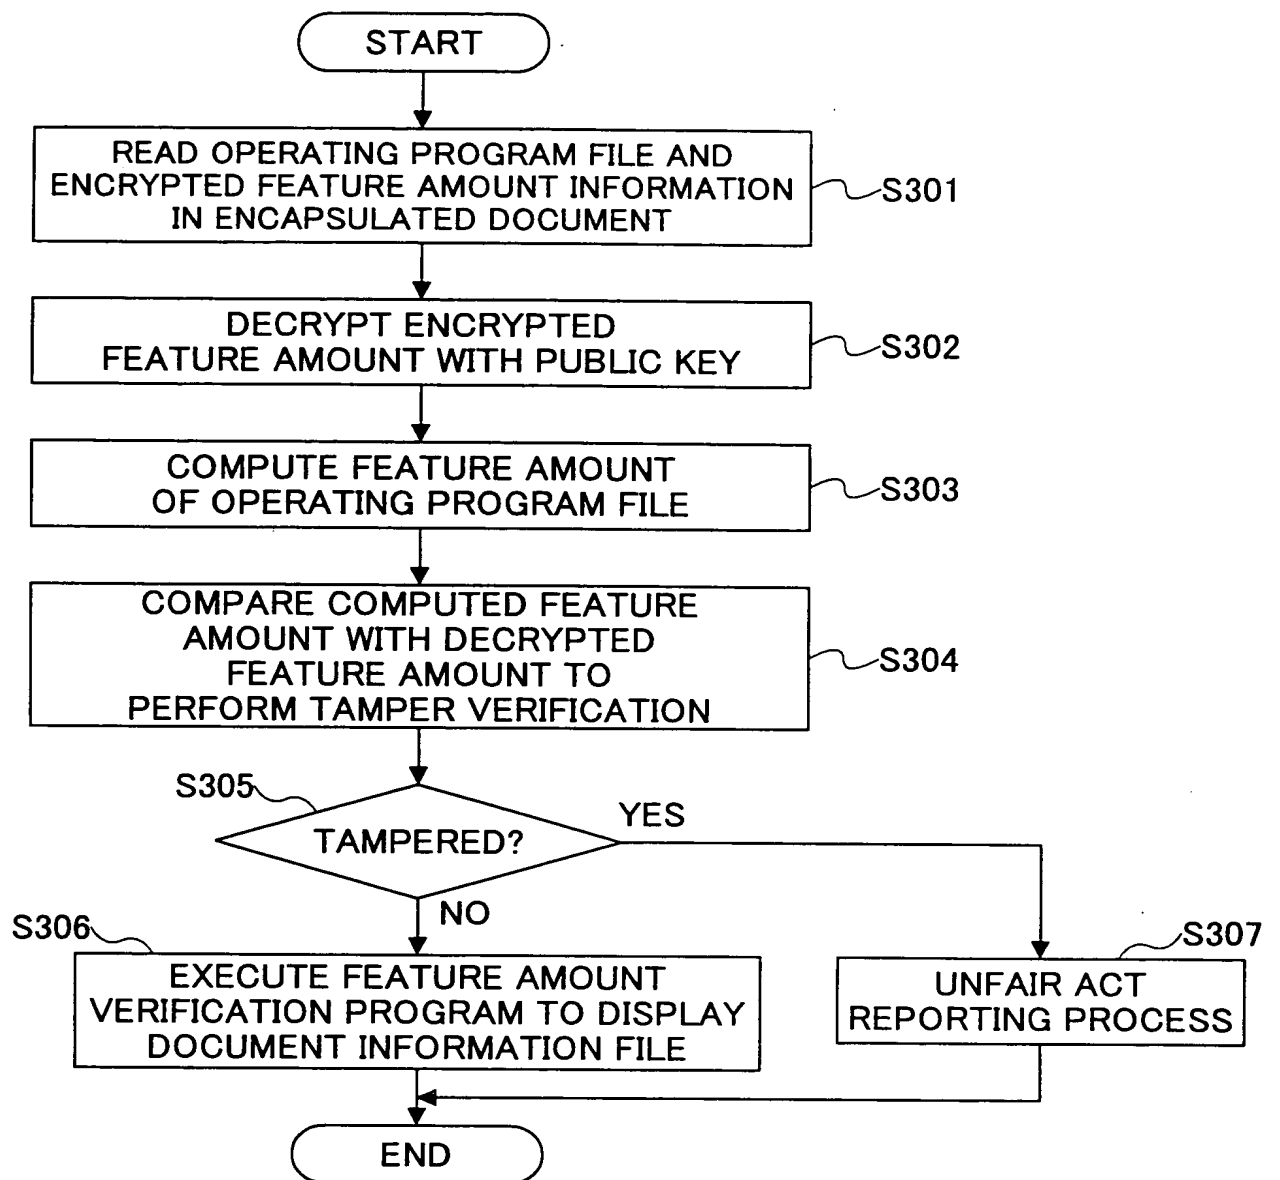 START
READ OPERATING PROGRAM FILE AND
ENCRYPTED FEATURE AMOUNT INFORMATION
IN ENCAPSULATED DOCUMENT
S301
DECRYPT ENCRYPTED
FEATURE AMOUNT WITH PUBLIC KEY
S302
COMPUTE FEATURE AMOUNT
OF OPERATING PROGRAM FILE
S303
COMPARE COMPUTED FEATURE
AMOUNT WITH DECRYPTED
FEATURE AMOUNT TO
PERFORM TAMPER VERIFICATION
S304
S305
TAMPERED?
YES
NO
S306
EXECUTE FEATURE AMOUNT
VERIFICATION PROGRAM TO DISPLAY
DOCUMENT INFORMATION FILE
S307
UNFAIR ACT
REPORTING PROCESS
END